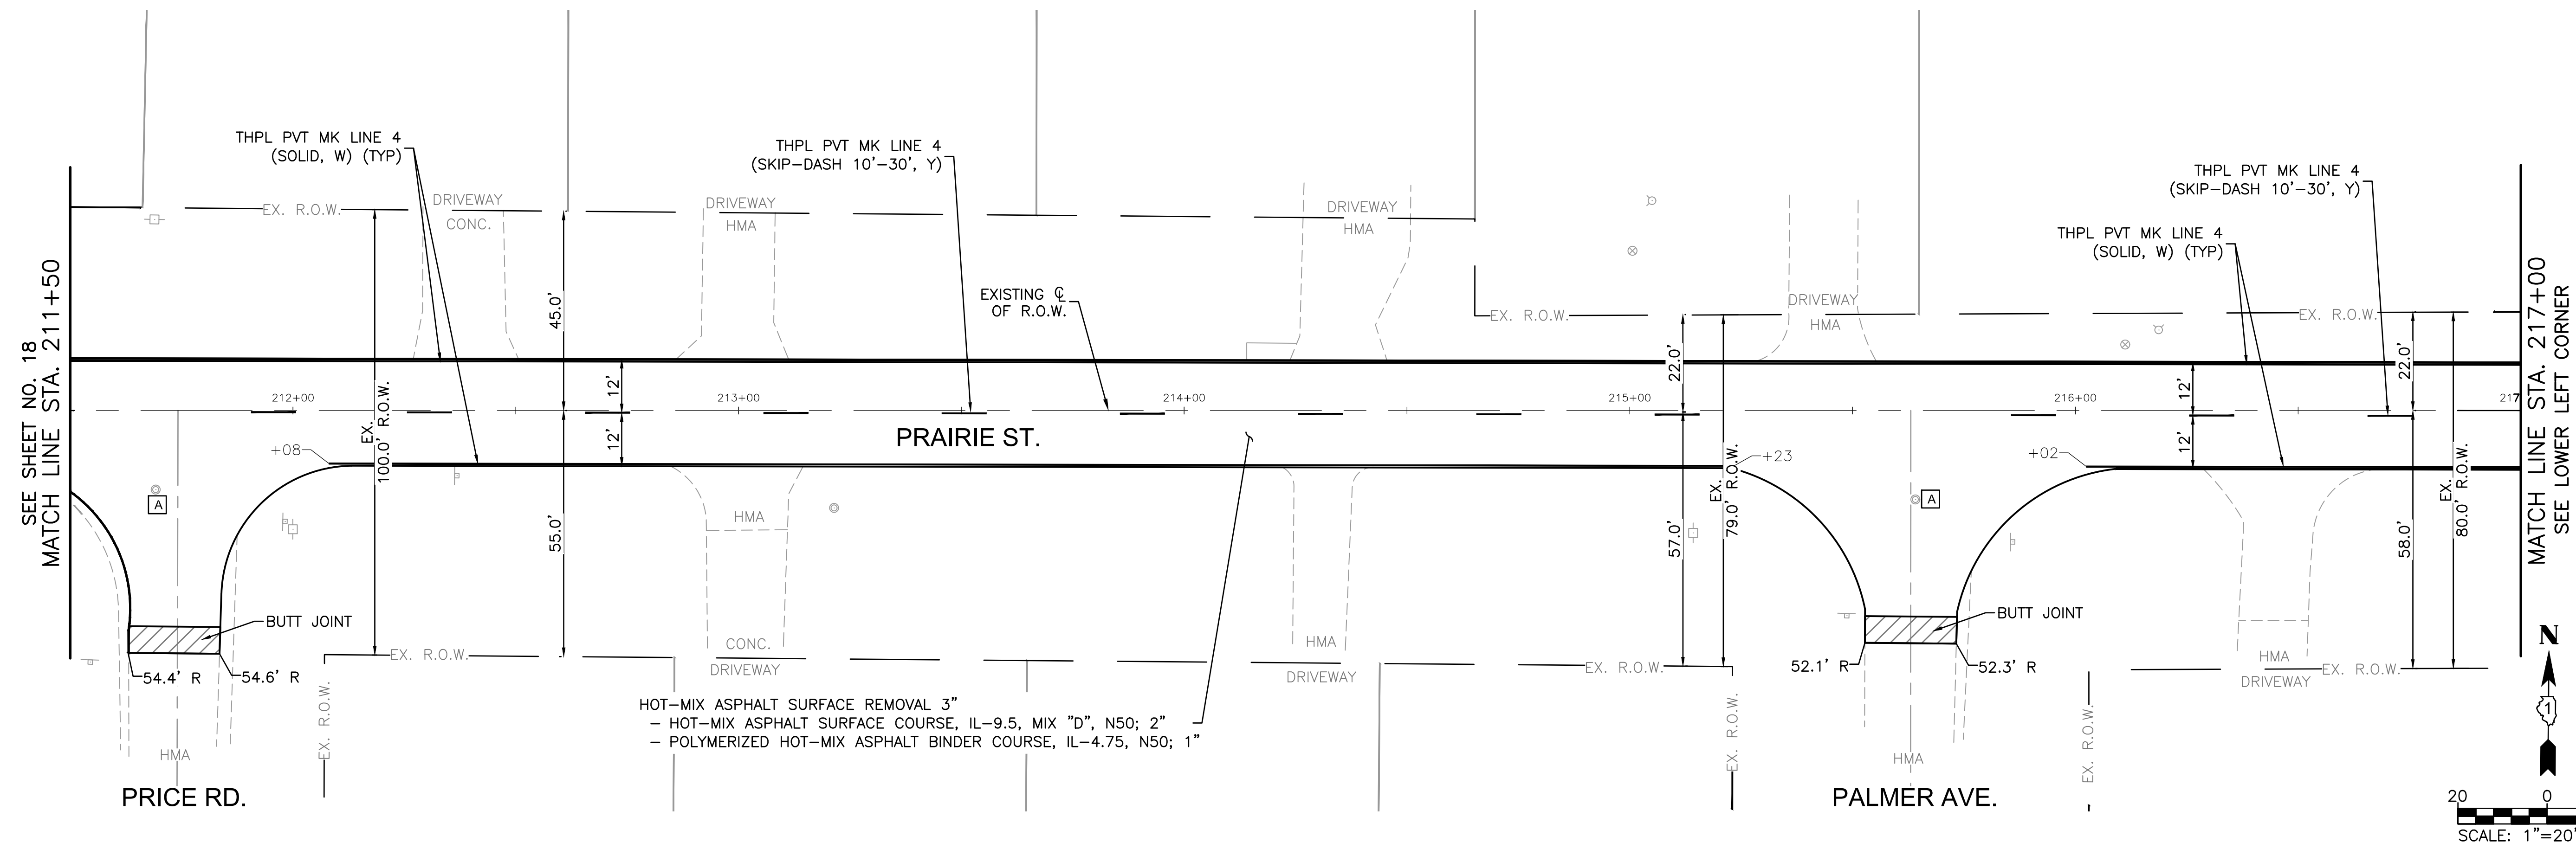 SEE SHEET NO. 18
MATCH LINE STA. 211+50
THPL PVT MK LINE 4
(SOLID, W) (TYP)
THPL PVT MK LINE 4
(SKIP-DASH 10'-30', Y)
THPL PVT MK LINE 4
(SKIP-DASH 10'-30', Y)
THPL PVT MK LINE 4
(SOLID, W) (TYP)
EX. R.O.W.
DRIVEWAY
CONC.
DRIVEWAY
HMA
DRIVEWAY
HMA
EX. R.O.W.
DRIVEWAY
HMA
EX. R.O.W.
EXISTING ℄
OF R.O.W.
45.0'
12'
22.0'
12'
22.0'
212+00
213+00
214+00
215+00
216+00
217
EX.
100.0' R.O.W.
12'
PRAIRIE ST.
+08
+23
+02
12'
A
A
55.0'
57.0'
EX.
79.0' R.O.W.
58.0'
EX.
80.0' R.O.W.
HMA
CONC.
DRIVEWAY
HMA
DRIVEWAY
HMA
DRIVEWAY
BUTT JOINT
BUTT JOINT
54.4' R
54.6' R
52.1' R
52.3' R
EX. R.O.W.
EX. R.O.W.
EX. R.O.W.
EX. R.O.W.
EX. R.O.W.
EX. R.O.W.
HOT-MIX ASPHALT SURFACE REMOVAL 3"
- HOT-MIX ASPHALT SURFACE COURSE, IL-9.5, MIX "D", N50; 2"
- POLYMERIZED HOT-MIX ASPHALT BINDER COURSE, IL-4.75, N50; 1"
HMA
HMA
PRICE RD.
PALMER AVE.
MATCH LINE STA. 217+00
SEE LOWER LEFT CORNER
N
1
20 0
SCALE: 1"=20'